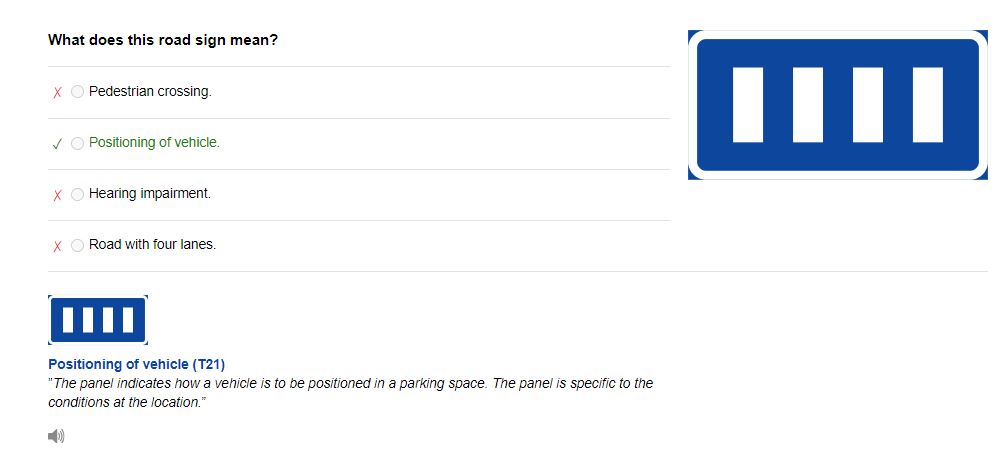 What does this road sign mean?
Pedestrian crossing.
Positioning of vehicle.
Hearing impairment.
Road with four lanes.
Positioning of vehicle (T21)
”The panel indicates how a vehicle is to be positioned in a parking space. The panel is specific to the
conditions at the location.”